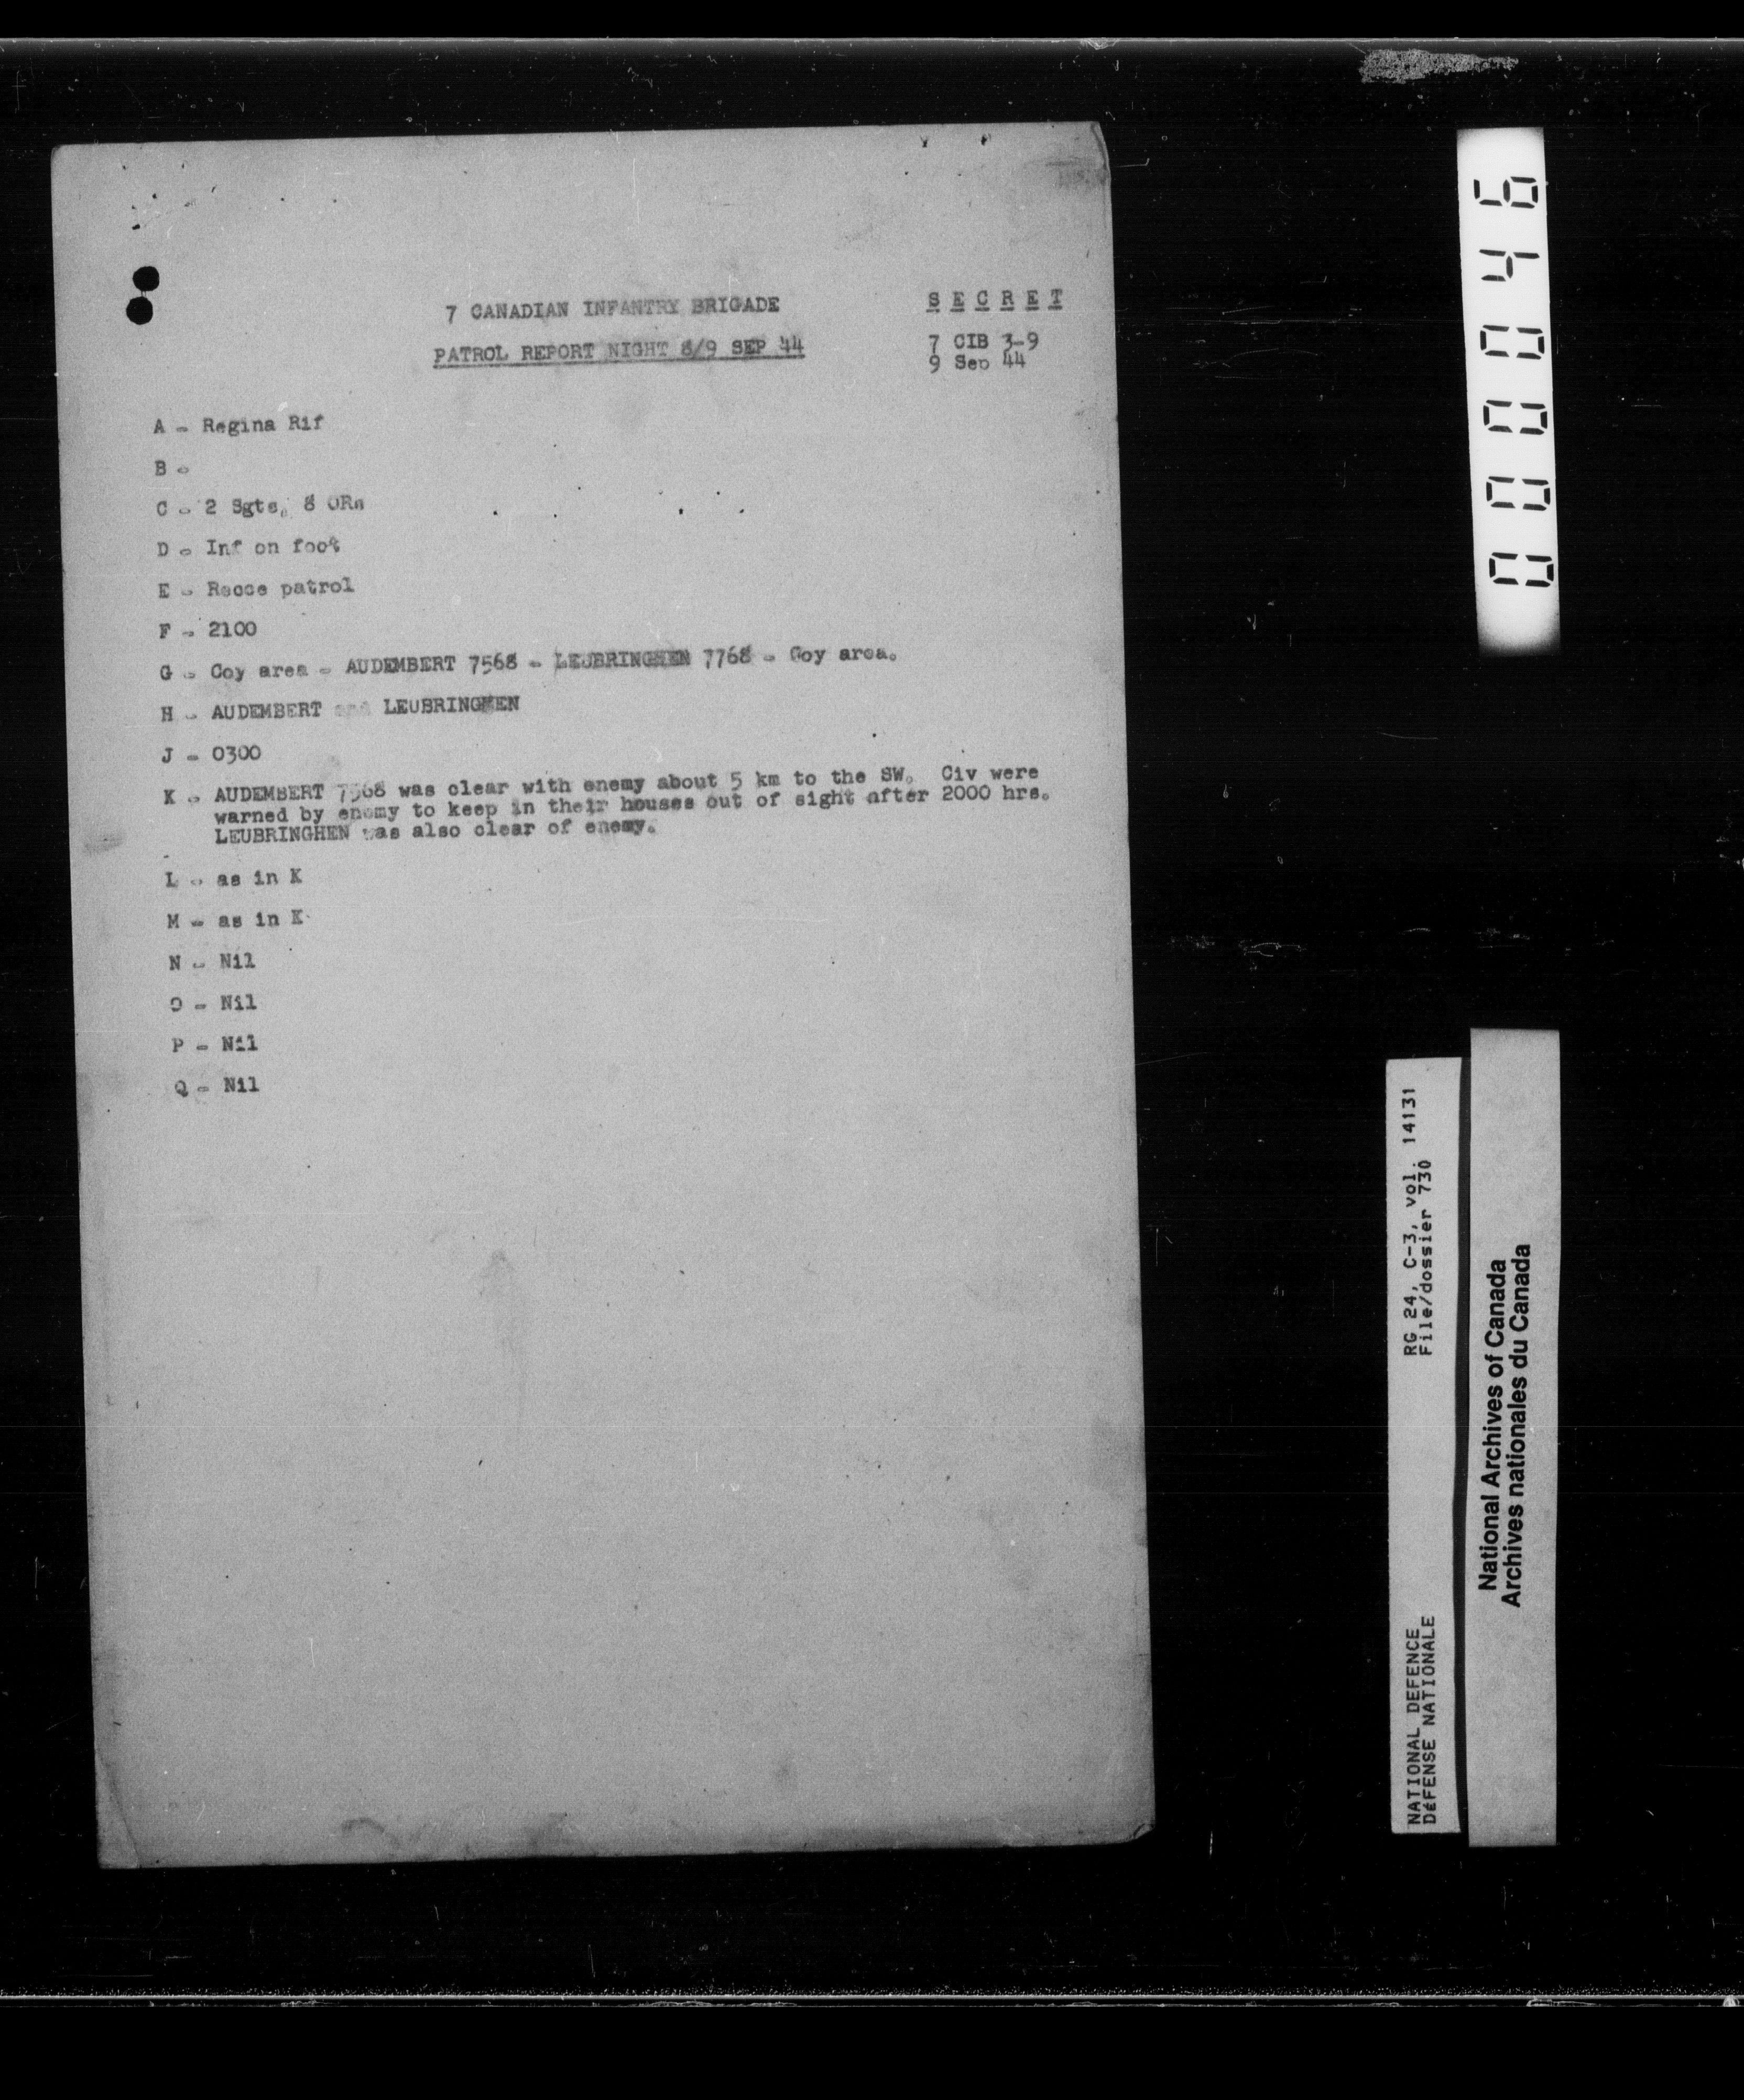 7 CANADIAN INFANTRY BRIGADE
PATROL REPORT NIGHT 8/9 SEP 44
S E C R E T
7 CIB 3-9
9 Sep 44
A - Regina Rif
B -
C - 2 Sgts, 8 ORs
D - Inf on foot
E - Recce patrol
F - 2100
G - Coy area - AUDEMBERT 7568 - LEUBRINGHEN 7768 - Coy area.
H - AUDEMBERT and LEUBRINGHEN
J - 0300
K - AUDEMBERT 7568 was clear with enemy about 5 km to the SW. Civ were
warned by enemy to keep in their houses out of sight after 2000 hrs.
LEUBRINGHEN was also clear of enemy.
L - as in K
M - as in K
N - Nil
O - Nil
P - Nil
Q - Nil
000046
NATIONAL DEFENCE RG 24, C-3, vol. 14131
DéFENSE NATIONALE File/dossier 730
National Archives of Canada
Archives nationales du Canada